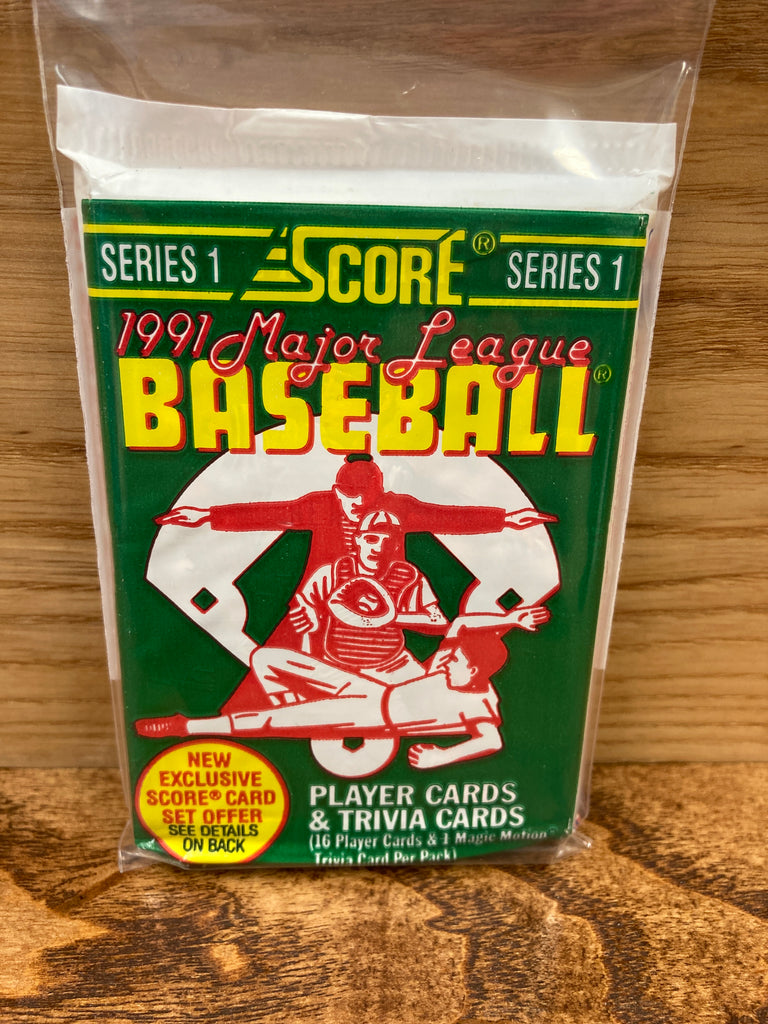 SERIES 1 SCORE® SERIES 1
1991 Major League
BASEBALL®
NEW
EXCLUSIVE
SCORE® CARD
SET OFFER
SEE DETAILS
ON BACK
PLAYER CARDS
& TRIVIA CARDS
(16 Player Cards & 1 Magic Motion®
Trivia Card Per Pack)